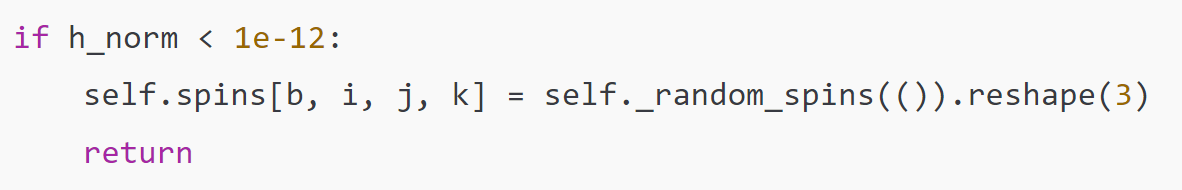 if h_norm < 1e-12:
    self.spins[b, i, j, k] = self._random_spins(()).reshape(3)
    return